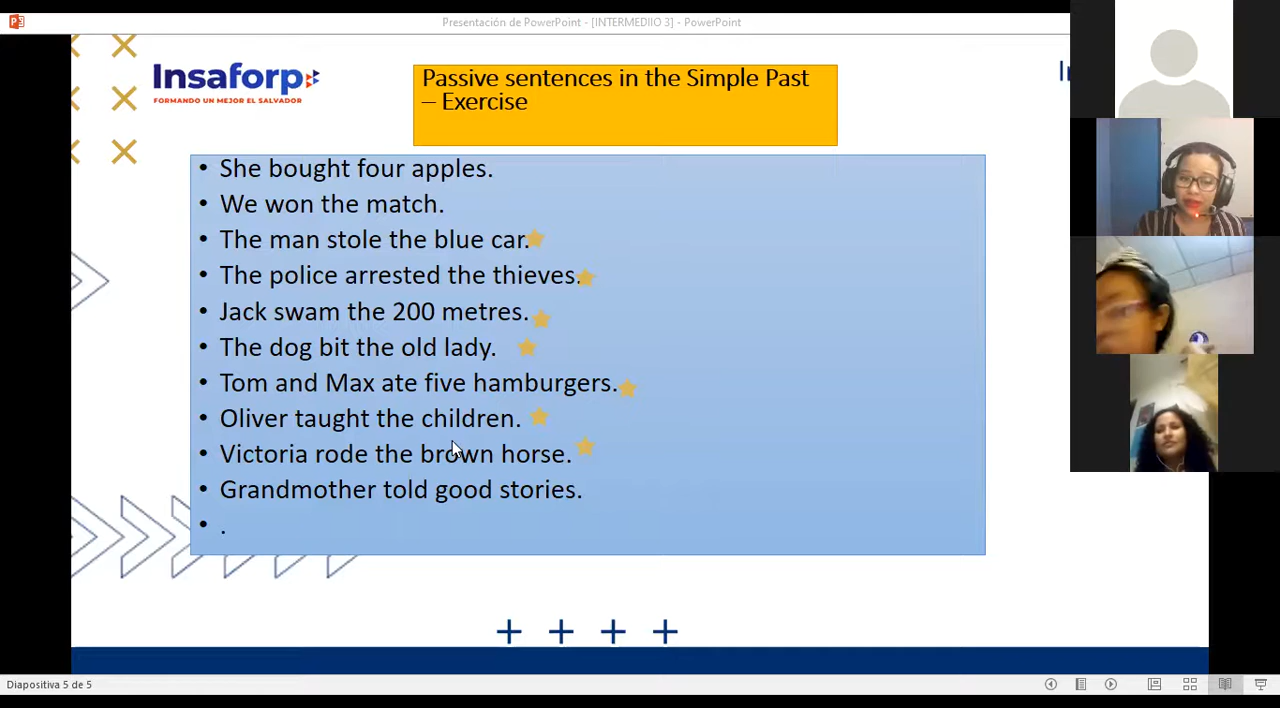 Presentación de PowerPoint - [INTERMEDIIO 3] - PowerPoint
Insaforp
FORMANDO UN MEJOR EL SALVADOR
Passive sentences in the Simple Past
– Exercise
• She bought four apples.
• We won the match.
• The man stole the blue car.
• The police arrested the thieves.
• Jack swam the 200 metres.
• The dog bit the old lady.
• Tom and Max ate five hamburgers.
• Oliver taught the children.
• Victoria rode the brown horse.
• Grandmother told good stories.
• .
Diapositiva 5 de 5